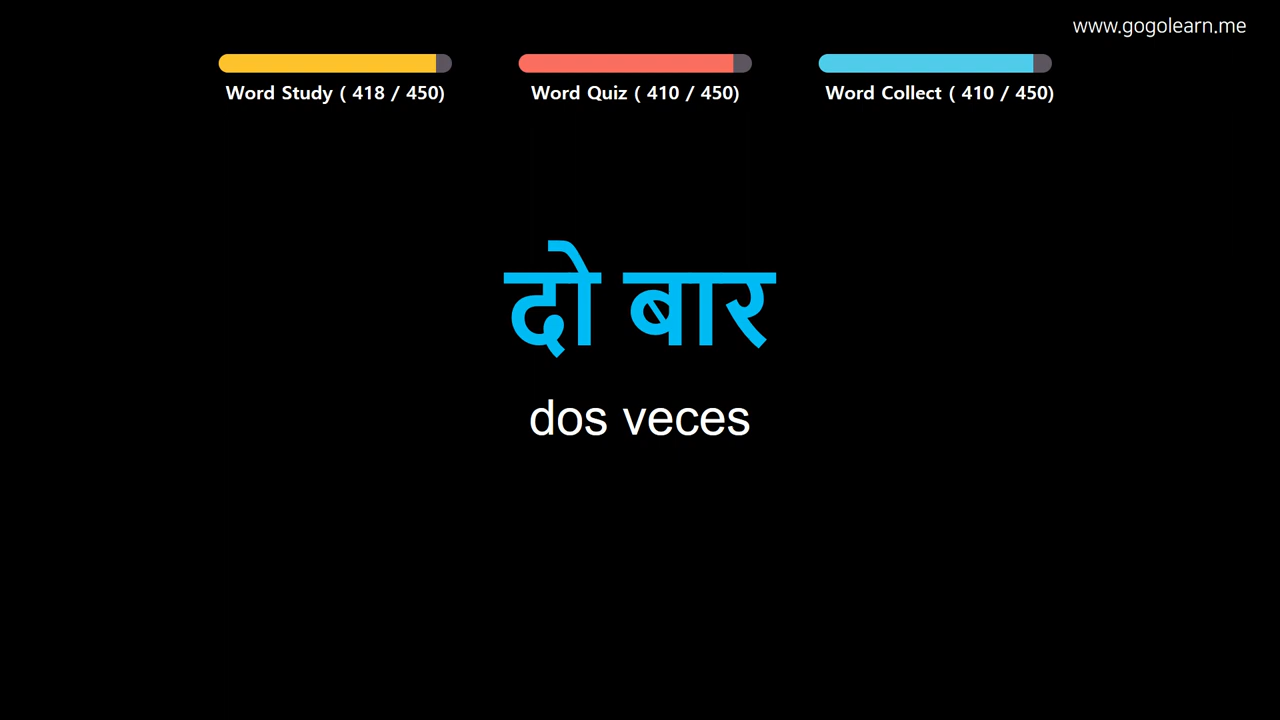 www.gogolearn.me
Word Study ( 418 / 450)
Word Quiz ( 410 / 450)
Word Collect ( 410 / 450)
दो बार
dos veces